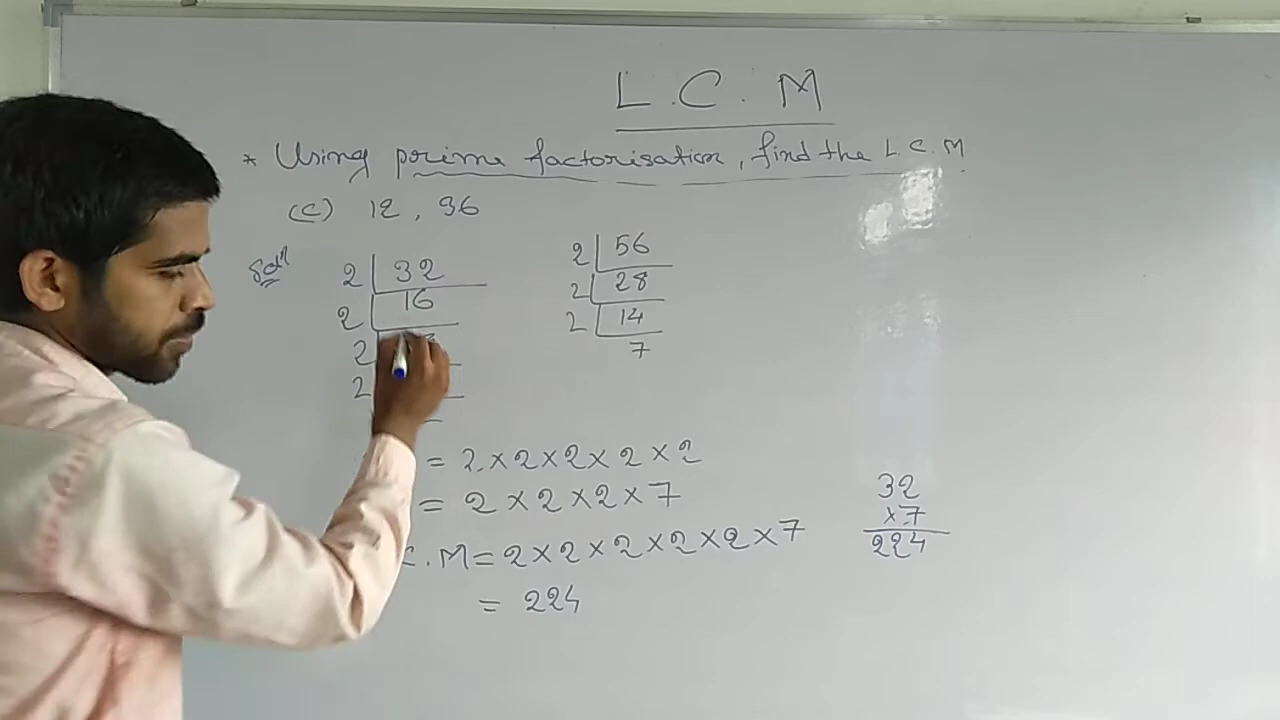 L.C.M
* Using prime factorisation, find the L.C.M.
(c) 12, 96
Solⁿ
2 | 32
2 | 16
2
2
2 | 56
2 | 28
2 | 14
7
= 2×2×2×2×2
= 2×2×2×7
C.M = 2×2×2×2×2×7
= 224
32
×7
224